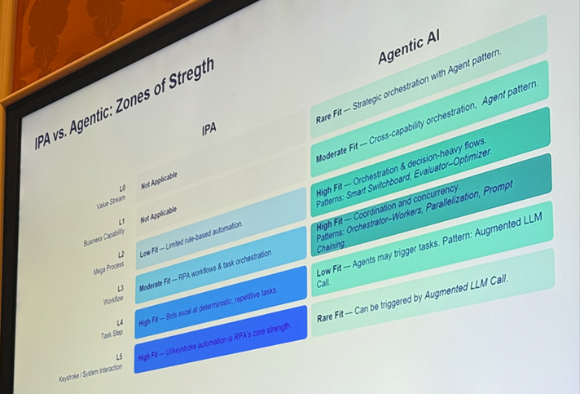 IPA vs. Agentic: Zones of Stregth
IPA
Agentic AI
L0
Value Stream
Not Applicable
Rare Fit — Strategic orchestration with Agent pattern.
L1
Business Capability
Not Applicable
Moderate Fit — Cross-capability orchestration, Agent pattern.
L2
Mega Process
Low Fit — Limited rule-based automation.
High Fit — Orchestration & decision-heavy flows.
Patterns: Smart Switchboard, Evaluator–Optimizer.
L3
Workflow
Moderate Fit — RPA workflows & task orchestration.
High Fit — Coordination and concurrency.
Patterns: Orchestrator–Workers, Parallelization, Prompt
Chaining.
L4
Task Step
High Fit — Bots excel at deterministic, repetitive tasks.
Low Fit — Agents may trigger tasks. Pattern: Augmented LLM
Call.
L5
Keystroke / System Interaction
High Fit — UI/keystroke automation is RPA's core strength.
Rare Fit — Can be triggered by Augmented LLM Call.